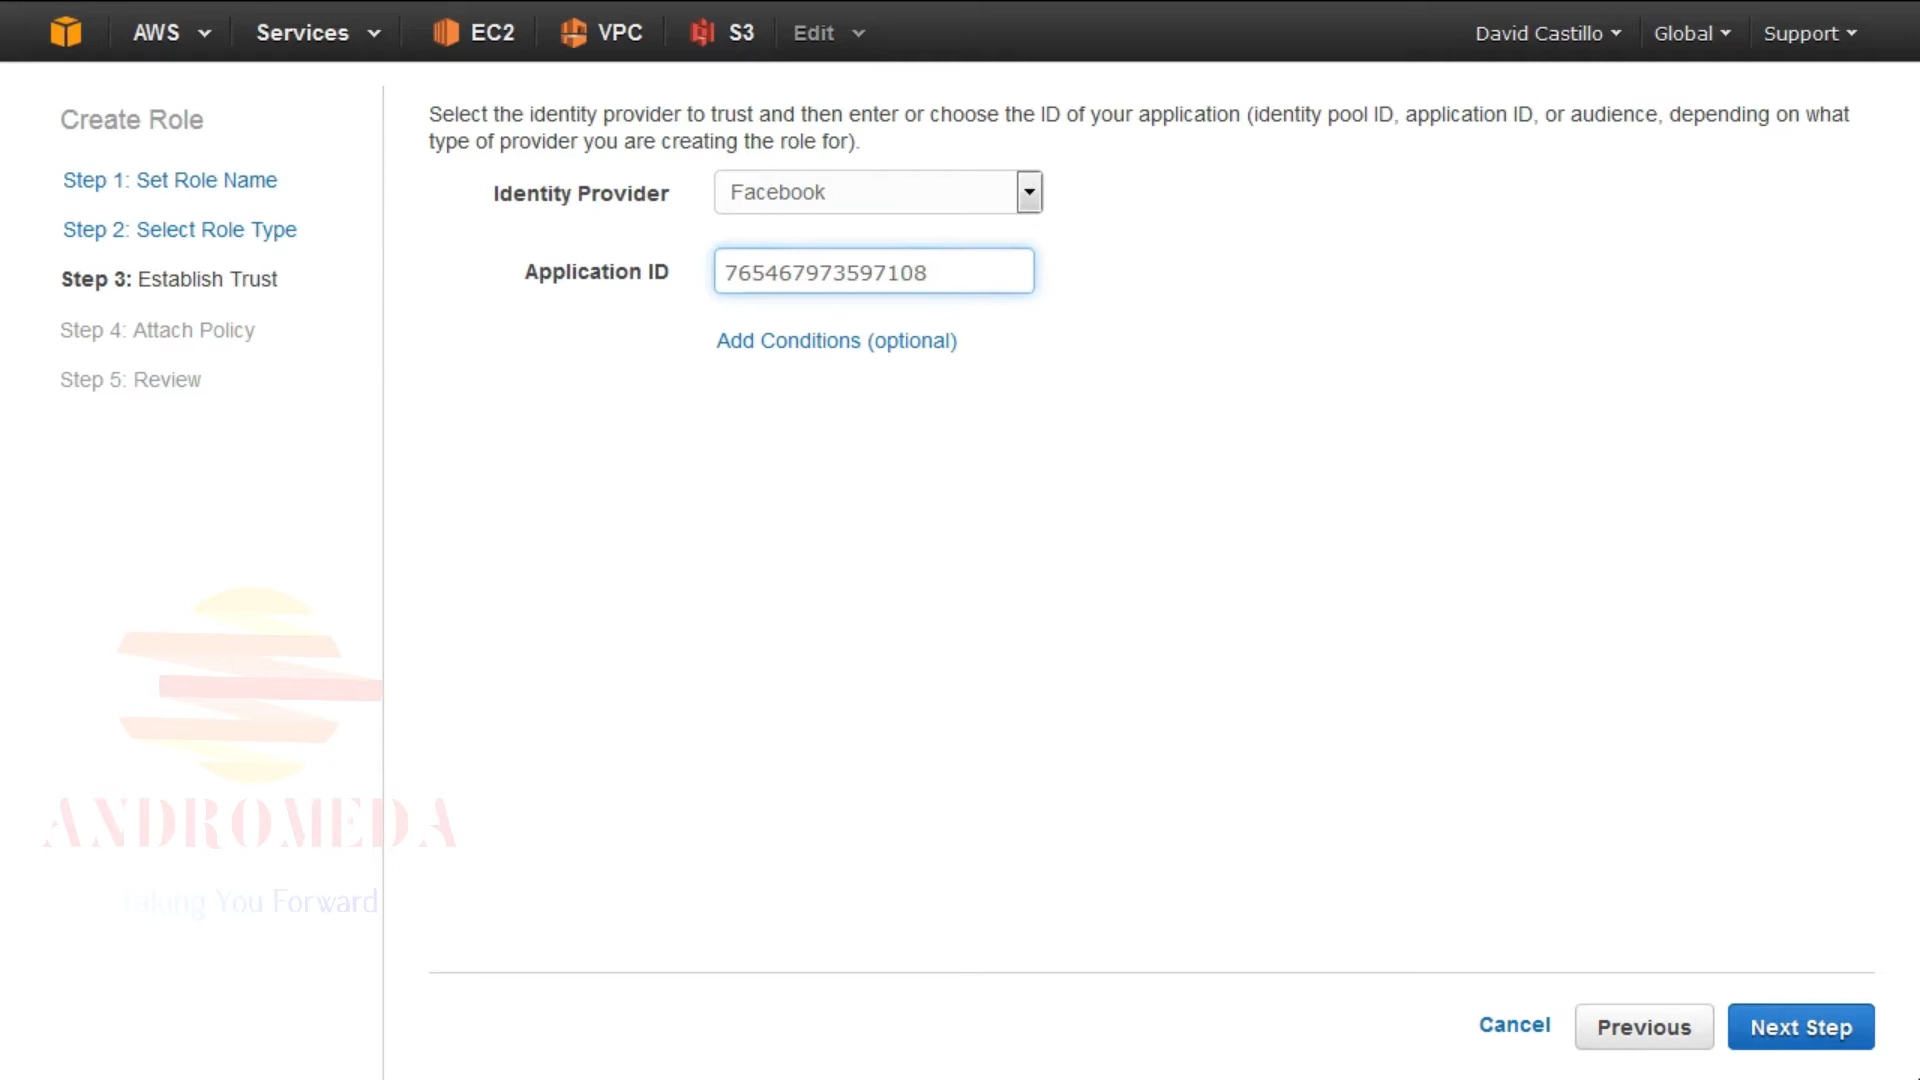 AWS Services EC2 VPC S3 Edit David Castillo Global Support
Create Role
Step 1: Set Role Name
Step 2: Select Role Type
Step 3: Establish Trust
Step 4: Attach Policy
Step 5: Review
Select the identity provider to trust and then enter or choose the ID of your application (identity pool ID, application ID, or audience, depending on what
type of provider you are creating the role for).
Identity Provider Facebook
Application ID 765467973597108
Add Conditions (optional)
ANDROMEDA
Taking You Forward
Cancel Previous Next Step